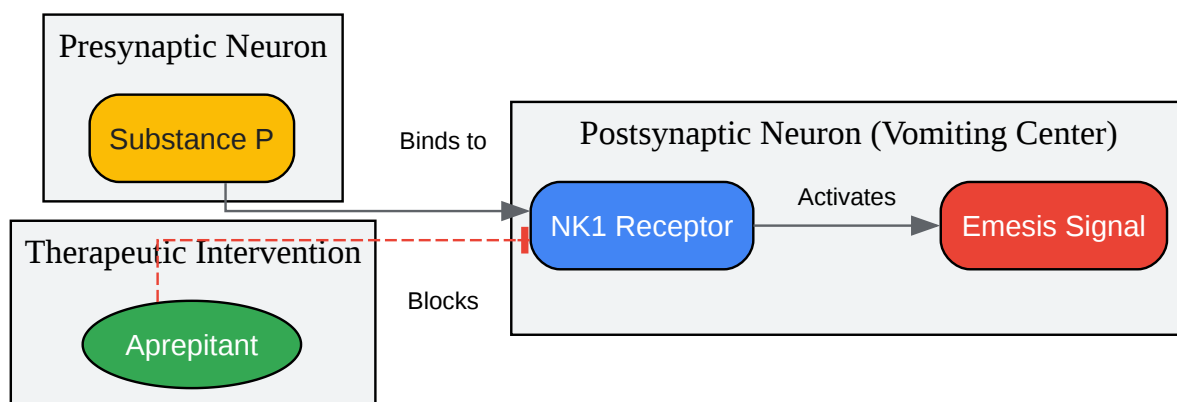 Presynaptic Neuron
Substance P
Binds to
Postsynaptic Neuron (Vomiting Center)
NK1 Receptor
Activates
Emesis Signal
Therapeutic Intervention
Blocks
Aprepitant